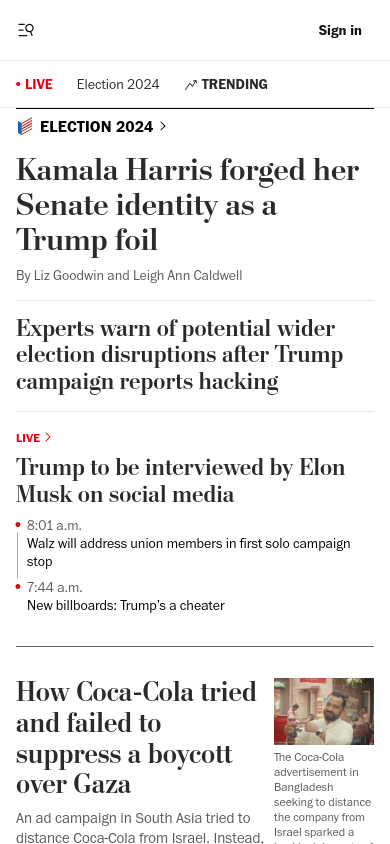 Sign in
LIVE Election 2024 TRENDING
ELECTION 2024
Kamala Harris forged her
Senate identity as a
Trump foil
By Liz Goodwin and Leigh Ann Caldwell
Experts warn of potential wider
election disruptions after Trump
campaign reports hacking
LIVE
Trump to be interviewed by Elon
Musk on social media
8:01 a.m.
Walz will address union members in first solo campaign
stop
7:44 a.m.
New billboards: Trump’s a cheater
How Coca-Cola tried
and failed to
suppress a boycott
over Gaza
An ad campaign in South Asia tried to
distance Coca-Cola from Israel. Instead,
The Coca-Cola
advertisement in
Bangladesh
seeking to distance
the company from
Israel sparked a